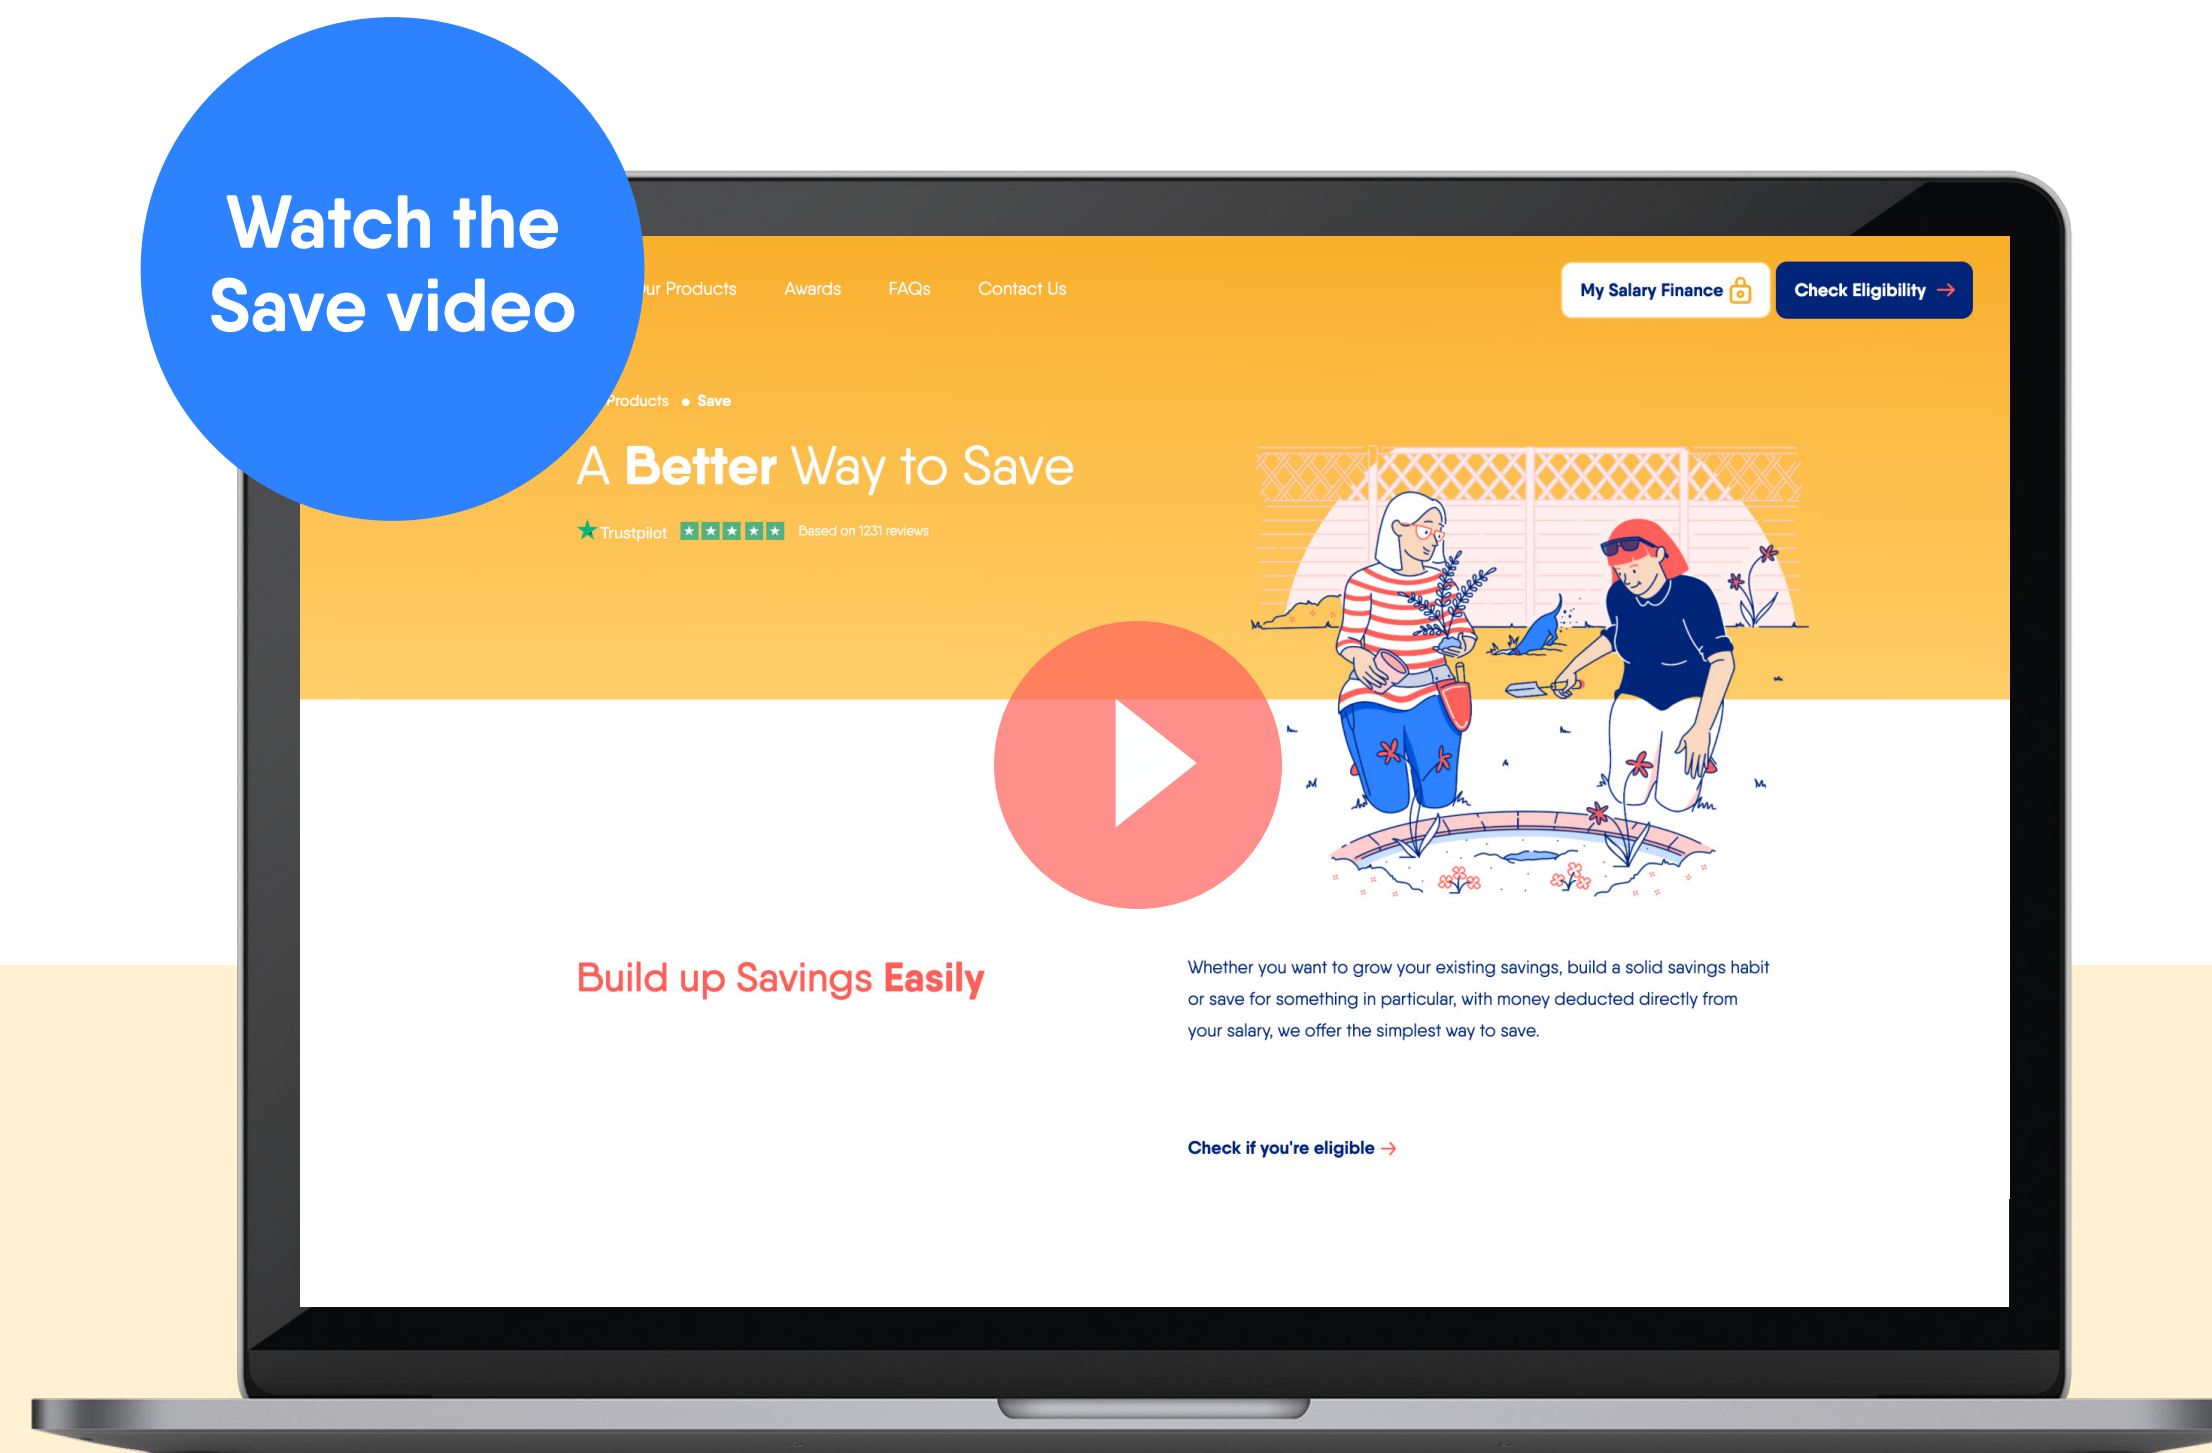 Watch the
Save video
Our Products Awards FAQs Contact Us
My Salary Finance Check Eligibility →
Products • Save
A Better Way to Save
Trustpilot Based on 1231 reviews
Build up Savings Easily
Whether you want to grow your existing savings, build a solid savings habit
or save for something in particular, with money deducted directly from
your salary, we offer the simplest way to save.
Check if you're eligible →